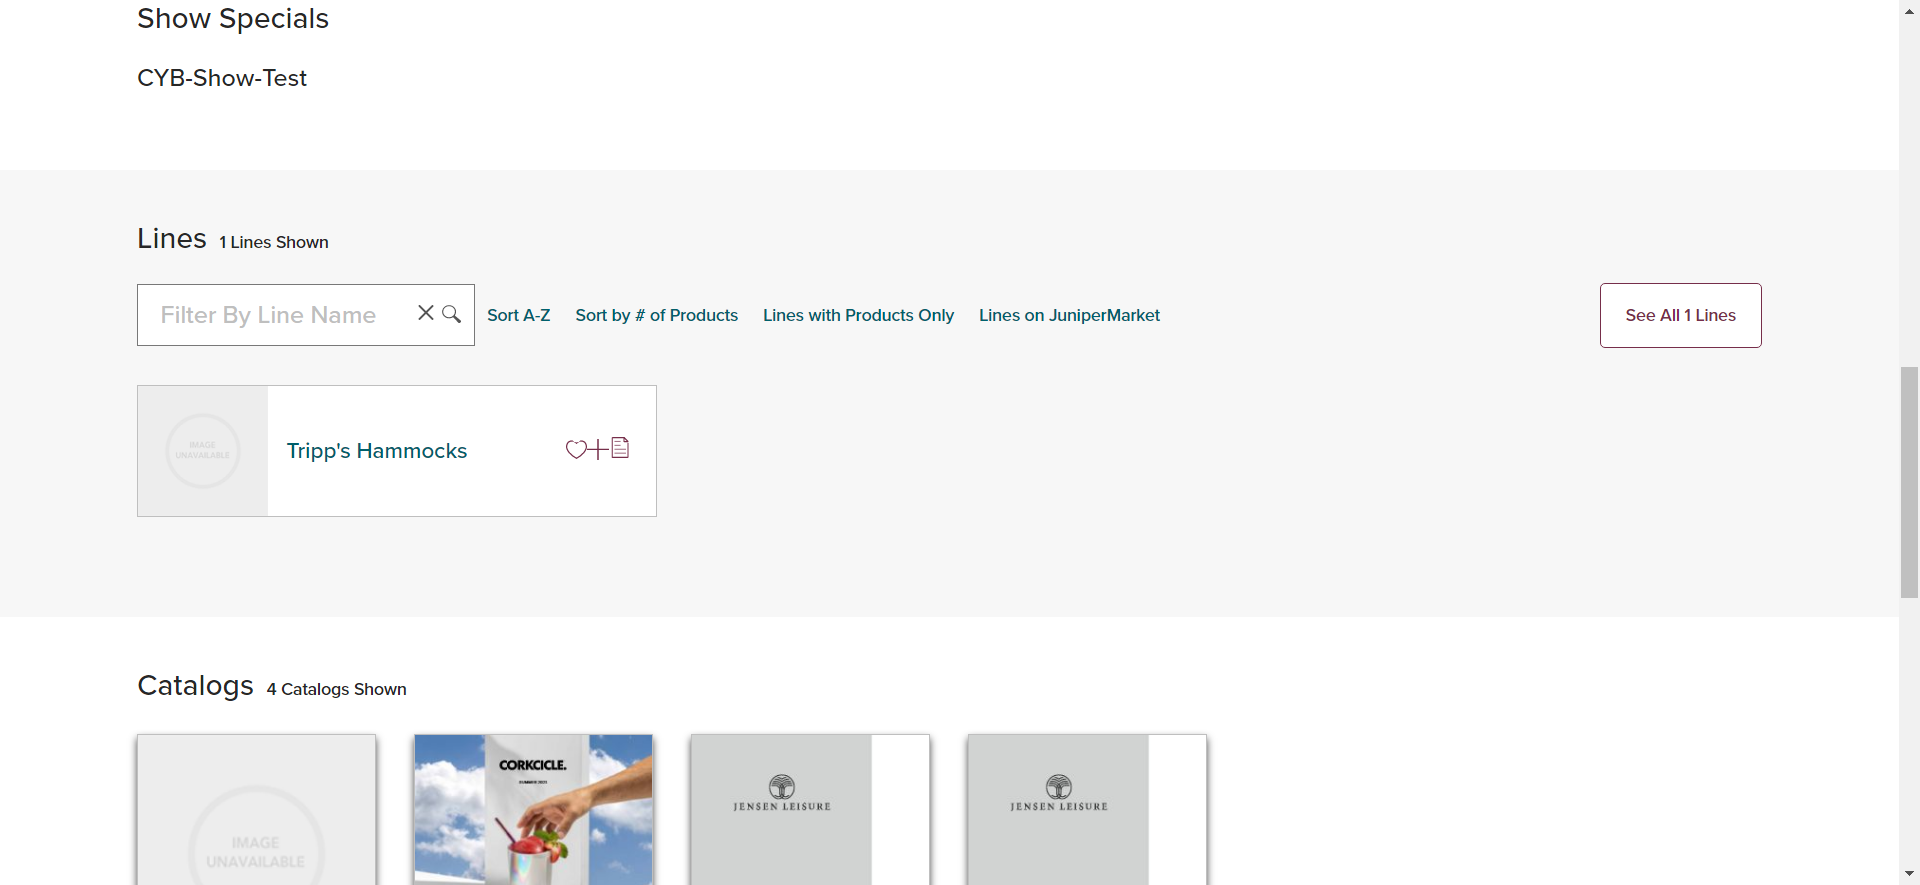 Show Specials
CYB-Show-Test
Lines 1 Lines Shown
Filter By Line Name
Sort A-Z Sort by # of Products Lines with Products Only Lines on JuniperMarket
See All 1 Lines
IMAGE
UNAVAILABLE
Tripp's Hammocks
Catalogs 4 Catalogs Shown
IMAGE
UNAVAILABLE
CORKCICLE.
SUMMER 2021
JENSEN LEISURE
JENSEN LEISURE